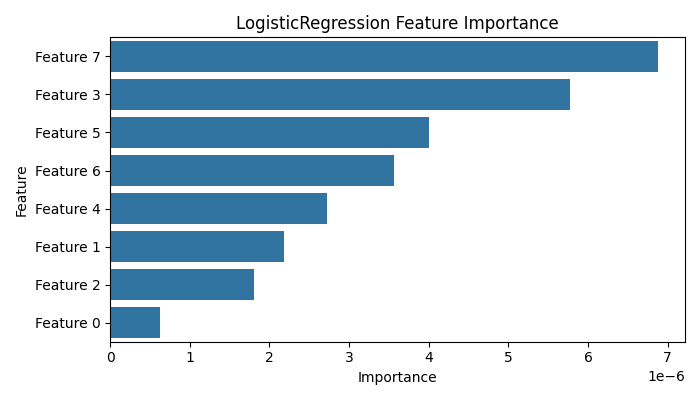 LogisticRegression Feature Importance
Feature
Feature 7
Feature 3
Feature 5
Feature 6
Feature 4
Feature 1
Feature 2
Feature 0
0 1 2 3 4 5 6 7
1e−6
Importance